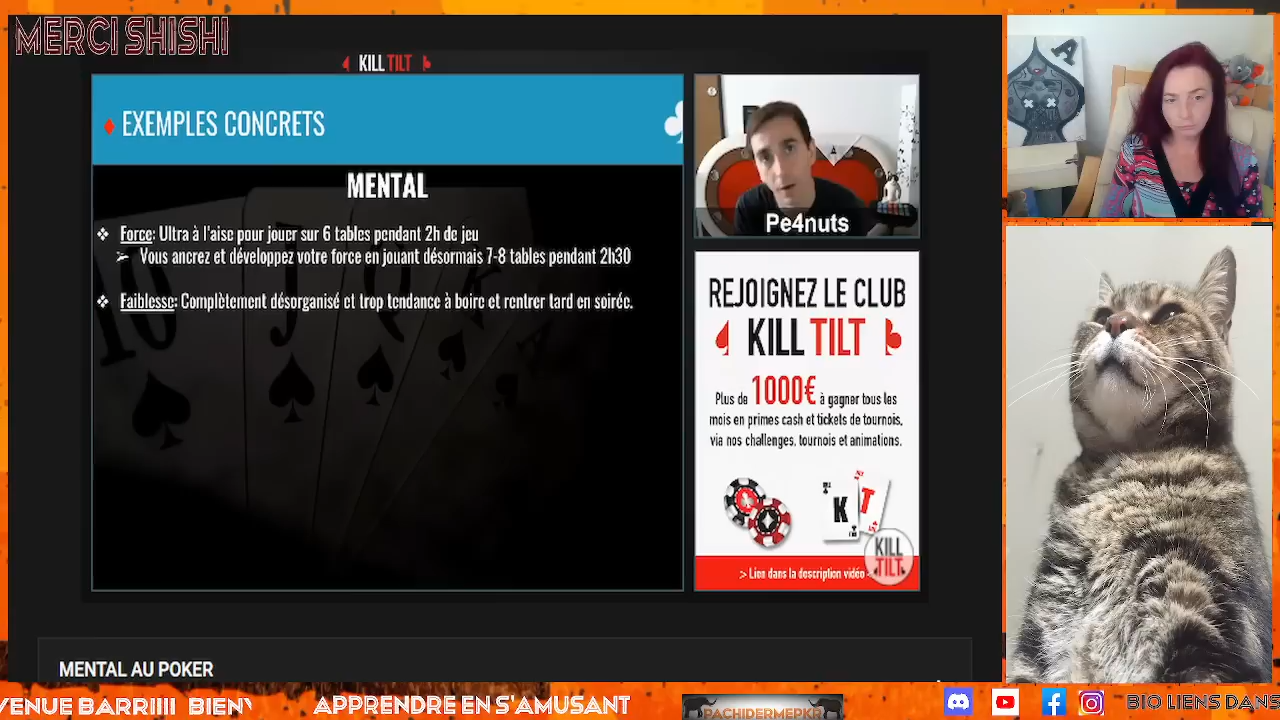 MERCI SHISHI
KILL TILT
EXEMPLES CONCRETS
MENTAL
Force: Ultra à l'aise pour jouer sur 6 tables pendant 2h de jeu
Vous ancrez et développez votre force en jouant désormais 7-8 tables pendant 2h30
Faiblesse: Complètement désorganisé et trop tendance à boire et rentrer tard en soirée.
10 J Q K A
Pe4nuts
REJOIGNEZ LE CLUB
KILL TILT
Plus de 1000€ à gagner tous les
mois en primes cash et tickets de tournois,
via nos challenges, tournois et animations.
K T
KILL
TILT
> Lien dans la description vidéo
A
MENTAL AU POKER
VENUE BARRIIII BIENV
APPRENDRE EN S'AMUSANT
PACHIDERMEPKR
BIO LIENS DANS